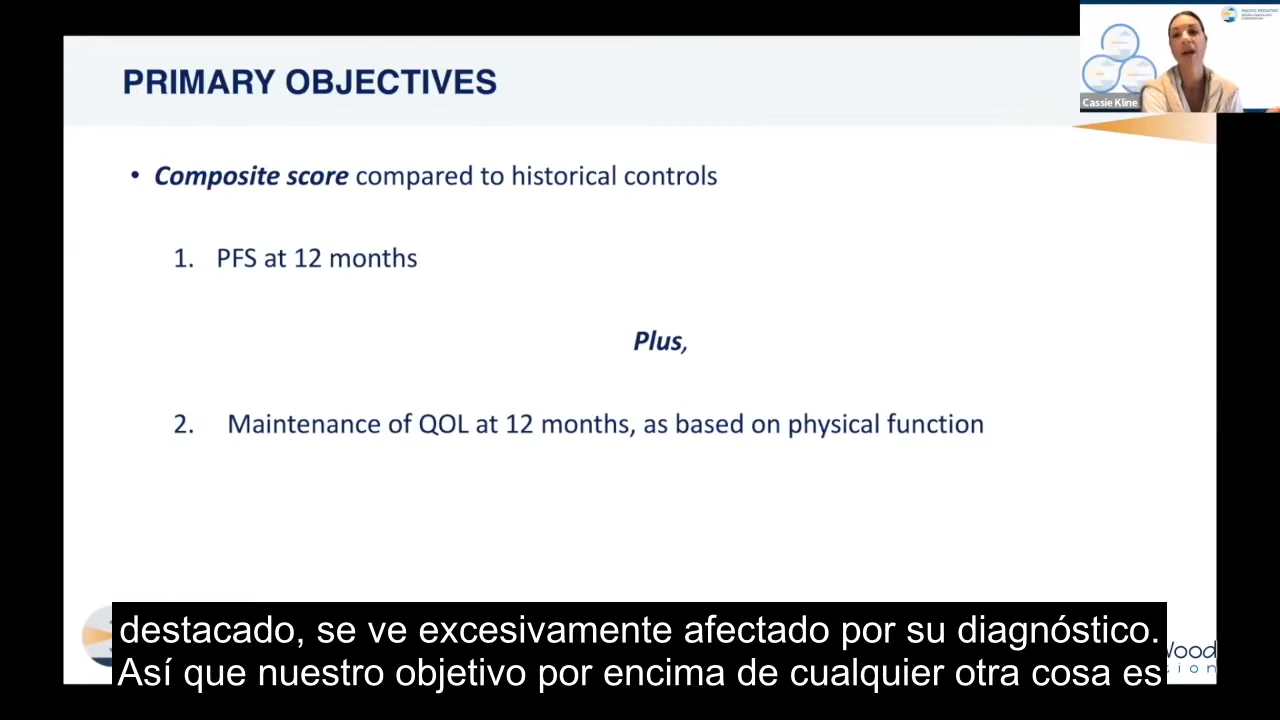 PRIMARY OBJECTIVES
Cassie Kline
• Composite score compared to historical controls
1. PFS at 12 months
Plus,
2. Maintenance of QOL at 12 months, as based on physical function
destacado, se ve excesivamente afectado por su diagnóstico.
Así que nuestro objetivo por encima de cualquier otra cosa es